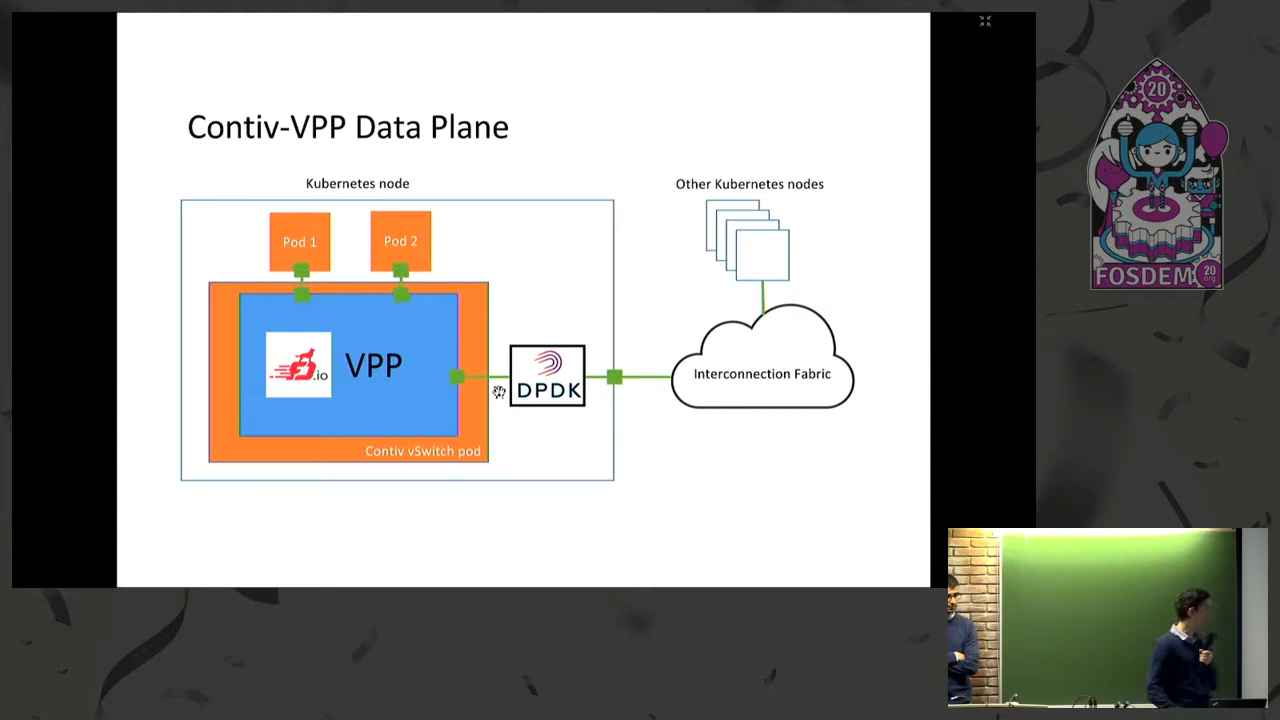 Contiv-VPP Data Plane
Kubernetes node
Other Kubernetes nodes
Pod 1
Pod 2
.io
VPP
DPDK
Interconnection Fabric
Contiv vSwitch pod
20
FOSDEM
20
.org